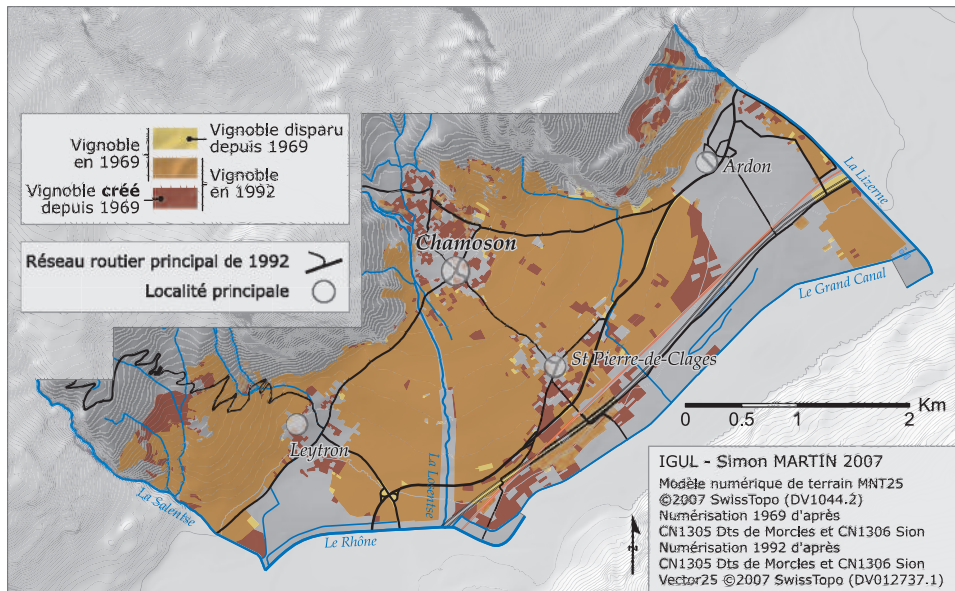 Vignoble
en 1969
Vignoble disparu
depuis 1969
Vignoble créé
depuis 1969
Vignoble
en 1992
Réseau routier principal de 1992
Localité principale
Ardon
La Lizerne
Chamoson
Le Grand Canal
St Pierre-de-Clages
Leytron
La Losentse
La Salentse
Le Rhône
0 0.5 1 2 Km
IGUL - Simon MARTIN 2007
Modèle numérique de terrain MNT25
©2007 SwissTopo (DV1044.2)
Numérisation 1969 d'après
CN1305 Dts de Morcles et CN1306 Sion
Numérisation 1992 d'après
CN1305 Dts de Morcles et CN1306 Sion
Vector25 ©2007 SwissTopo (DV012737.1)